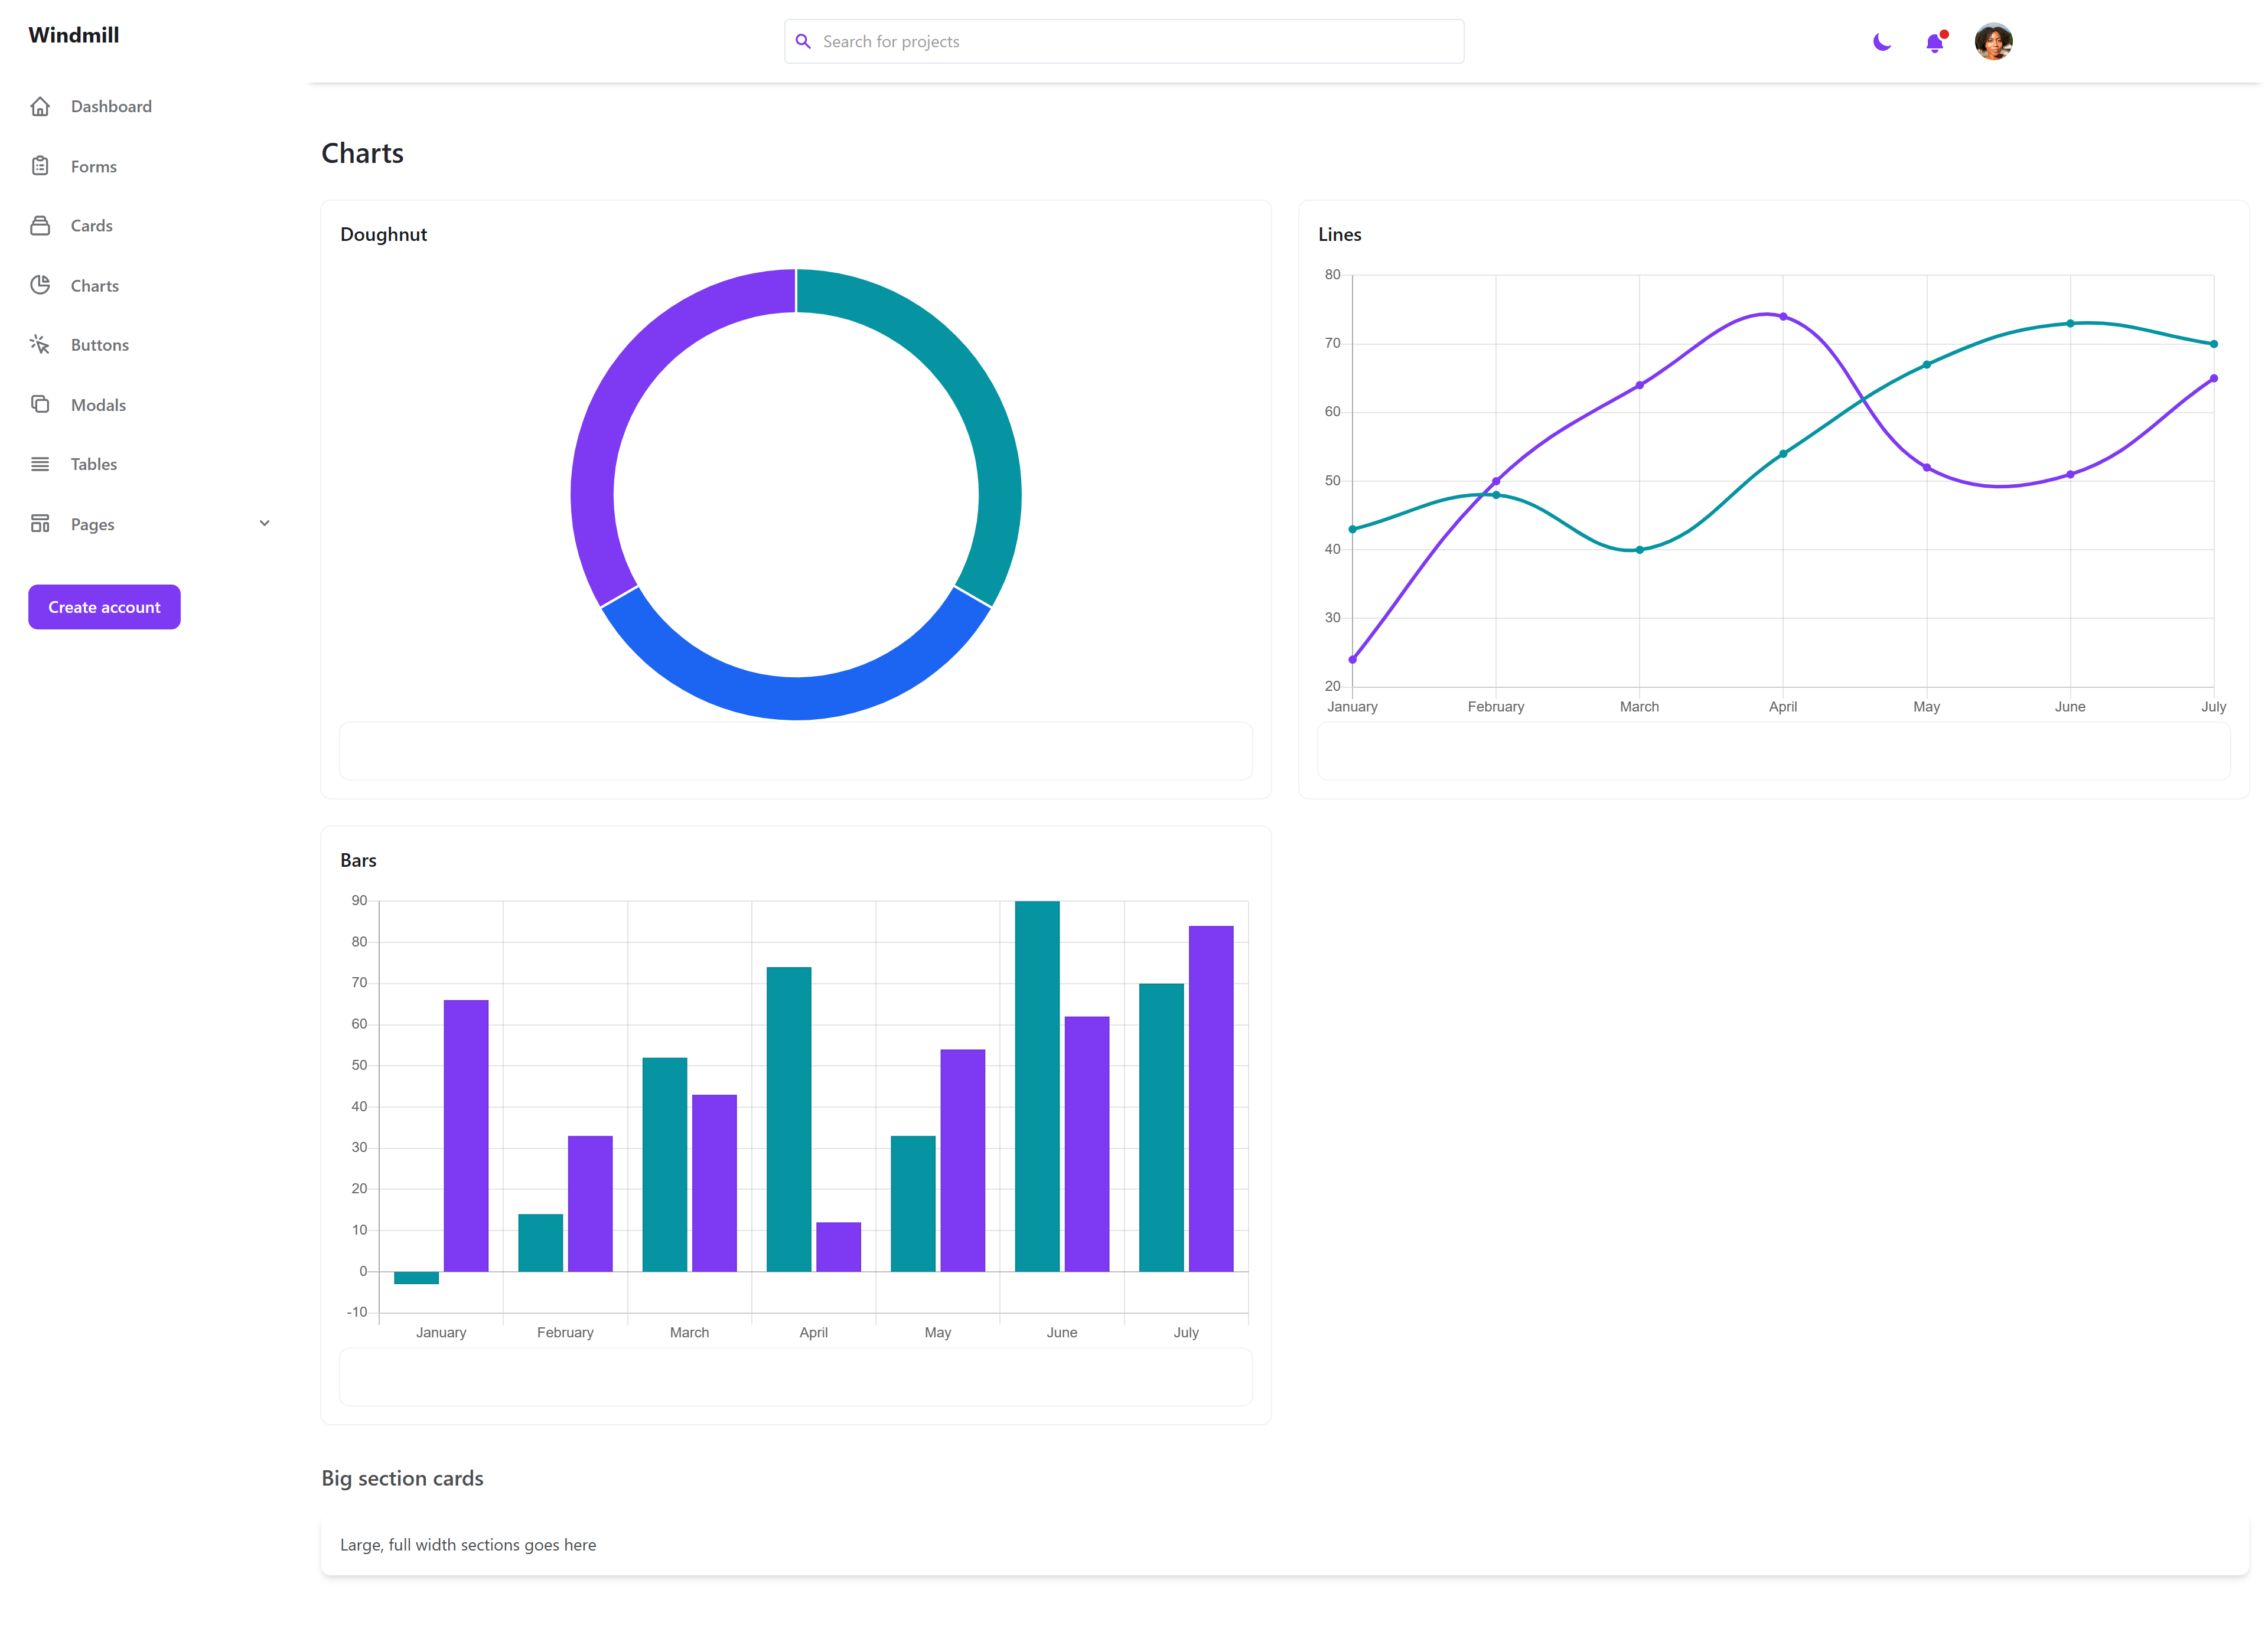 Windmill
Search for projects
Dashboard
Forms
Cards
Charts
Buttons
Modals
Tables
Pages
Create account
Charts
Doughnut
Lines
80
70
60
50
40
30
20
January February March April May June July
Bars
90
80
70
60
50
40
30
20
10
0
-10
January February March April May June July
Big section cards
Large, full width sections goes here